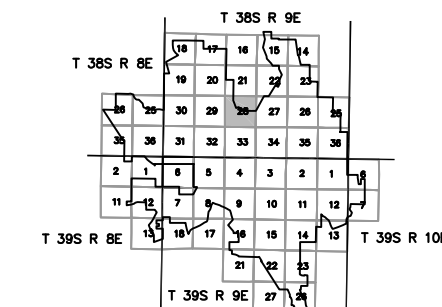 T 38S R 9E
18 17 16 15 14
T 38S R 8E
19 20 21 22 23
26 25 30 29 28 27 26 25
35 36 31 32 33 34 35 36
2 1 6 5 4 3 2 1 6
11 12 7 8 9 10 11 12 7
T 39S R 8E 13 18 17 16 15 14 13 T 39S R 10E
21 22 23
T 39S R 9E 27 26